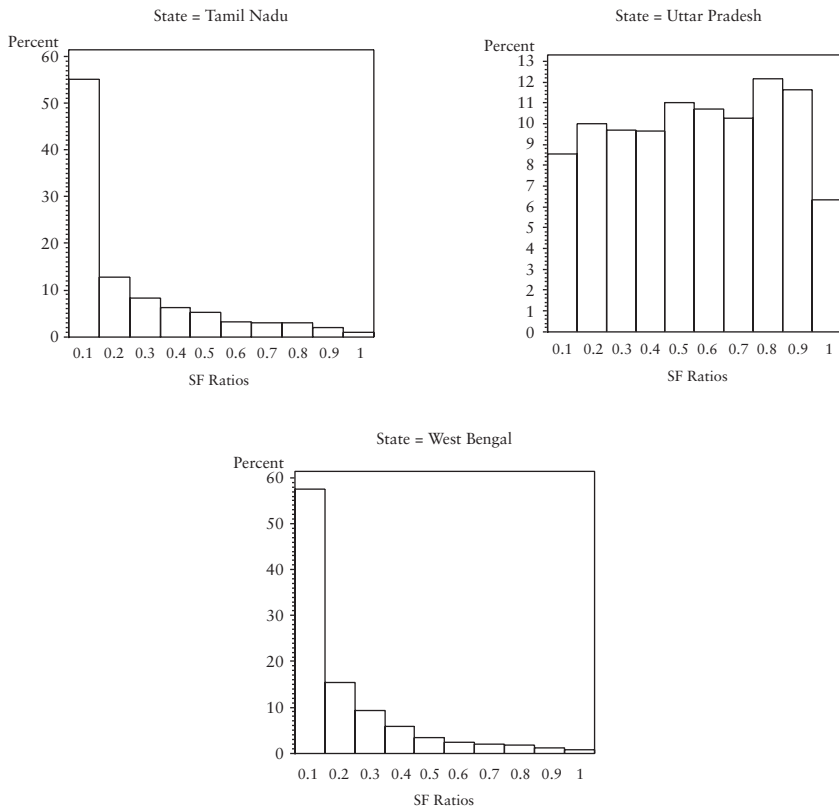 State = Tamil Nadu
Percent
60
50
40
30
20
10
0
0.1 0.2 0.3 0.4 0.5 0.6 0.7 0.8 0.9 1
SF Ratios
State = Uttar Pradesh
Percent
13
12
11
10
9
8
7
6
5
4
3
2
1
0
0.1 0.2 0.3 0.4 0.5 0.6 0.7 0.8 0.9 1
SF Ratios
State = West Bengal
Percent
60
50
40
30
20
10
0
0.1 0.2 0.3 0.4 0.5 0.6 0.7 0.8 0.9 1
SF Ratios